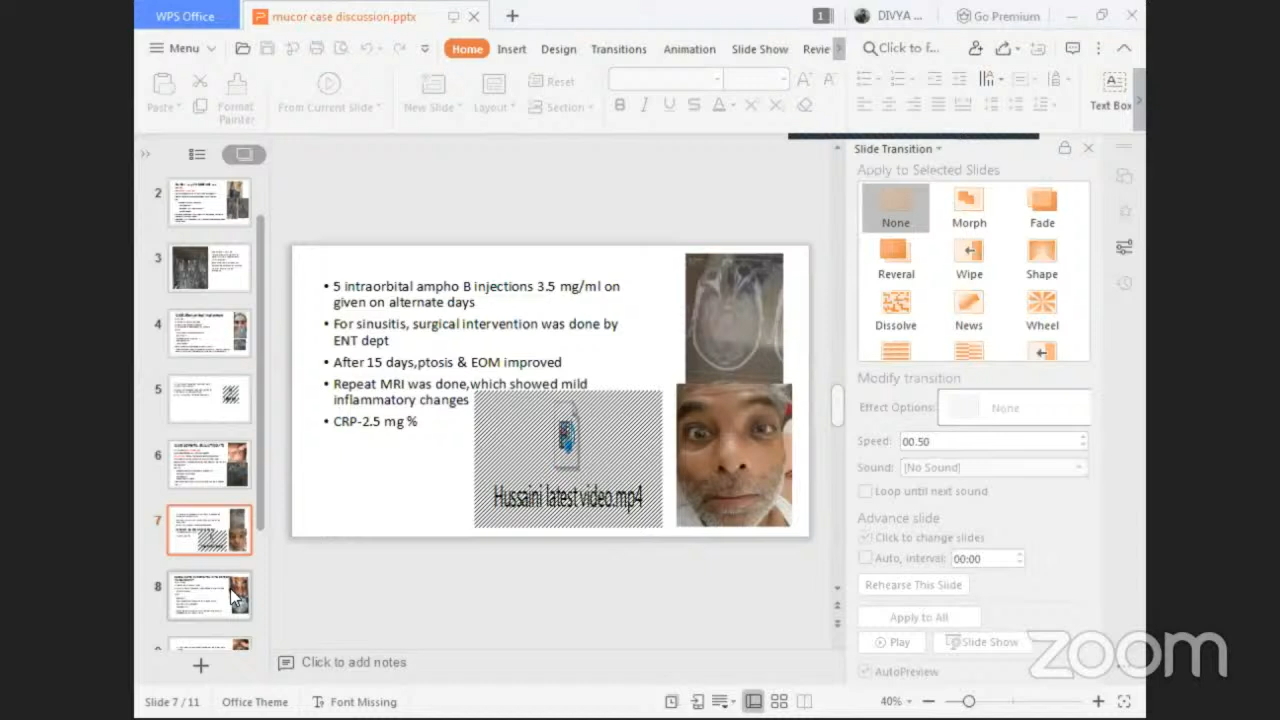 WPS Office
mucor case discussion.pptx
1
DIVYA ...
Go Premium
Menu
Home
Insert
Design
Transitions
Animation
Slide Show
Revie
Click to f...
Paste
Format
Painter
From Current Slide
New Slide
Layout
Reset
Section
Text Box
Slide Transition
Apply to Selected Slides
None
Morph
Fade
Reveral
Wipe
Shape
Dissolve
News
Wheel
Modify transition
Effect Options:
None
Speed: 00.50
Sound: [No Sound]
Loop until next sound
Advance slide
Click to change slides
Auto, interval: 00:00
Rehearse This Slide
Apply to All
Play
Slide Show
AutoPreview
2
3
4
5
6
7
8
• 5 intraorbital ampho B injections 3.5 mg/ml on
given on alternate days
• For sinusitis, surgical intervention was done by
ENT dept
• After 15 days,ptosis & EOM improved
• Repeat MRI was done,which showed mild
inflammatory changes
• CRP-2.5 mg %
Hussaini latest video.mp4
Click to add notes
Slide 7 / 11
Office Theme
Font Missing
40%
zoom